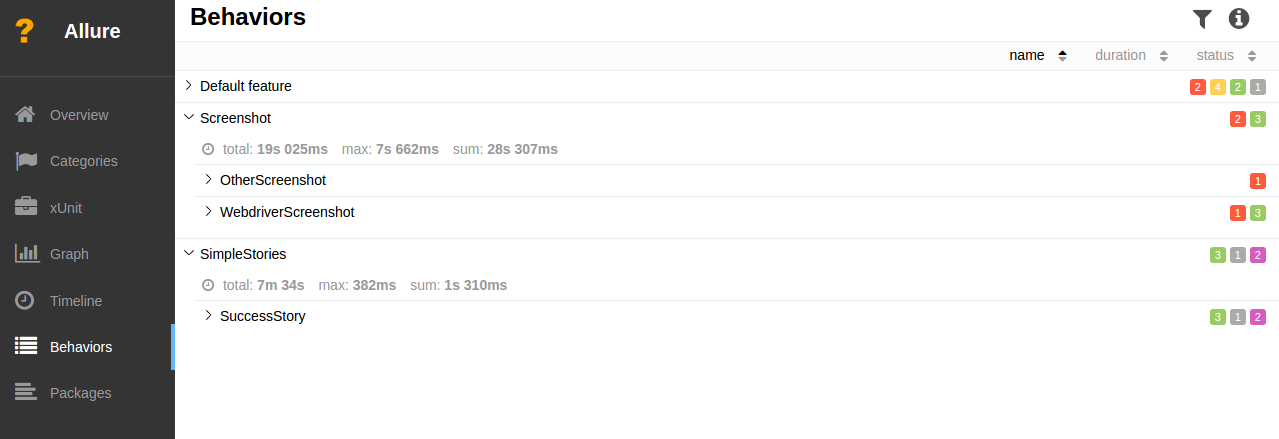 Allure
Overview
Categories
xUnit
Graph
Timeline
Behaviors
Packages
Behaviors
name duration status
Default feature 2 4 2 1
Screenshot 2 3
total: 19s 025ms max: 7s 662ms sum: 28s 307ms
OtherScreenshot 1
WebdriverScreenshot 1 3
SimpleStories 3 1 2
total: 7m 34s max: 382ms sum: 1s 310ms
SuccessStory 3 1 2